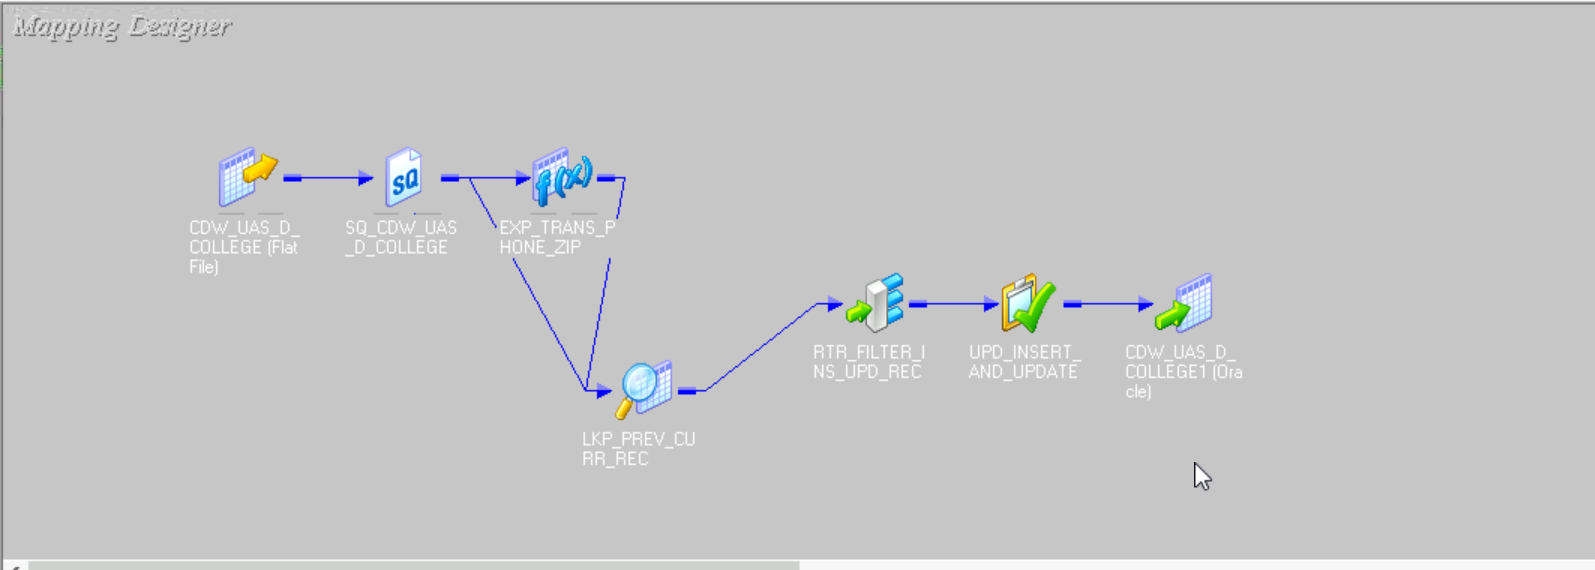 Mapping Designer
SQ
f(x)
CDW_UAS_D_
COLLEGE (Flat
File)
SQ_CDW_UAS
_D_COLLEGE
EXP_TRANS_P
HONE_ZIP
RTR_FILTER_I
NS_UPD_REC
UPD_INSERT_
AND_UPDATE
CDW_UAS_D_
COLLEGE1 (Ora
cle)
LKP_PREV_CU
RR_REC